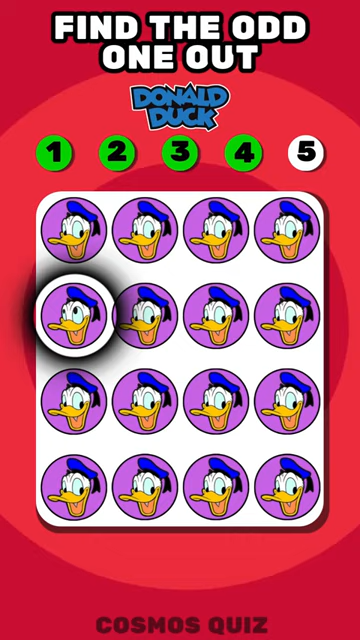 FIND THE ODD
ONE OUT
DONALD
DUCK
1 2 3 4 5
COSMOS QUIZ